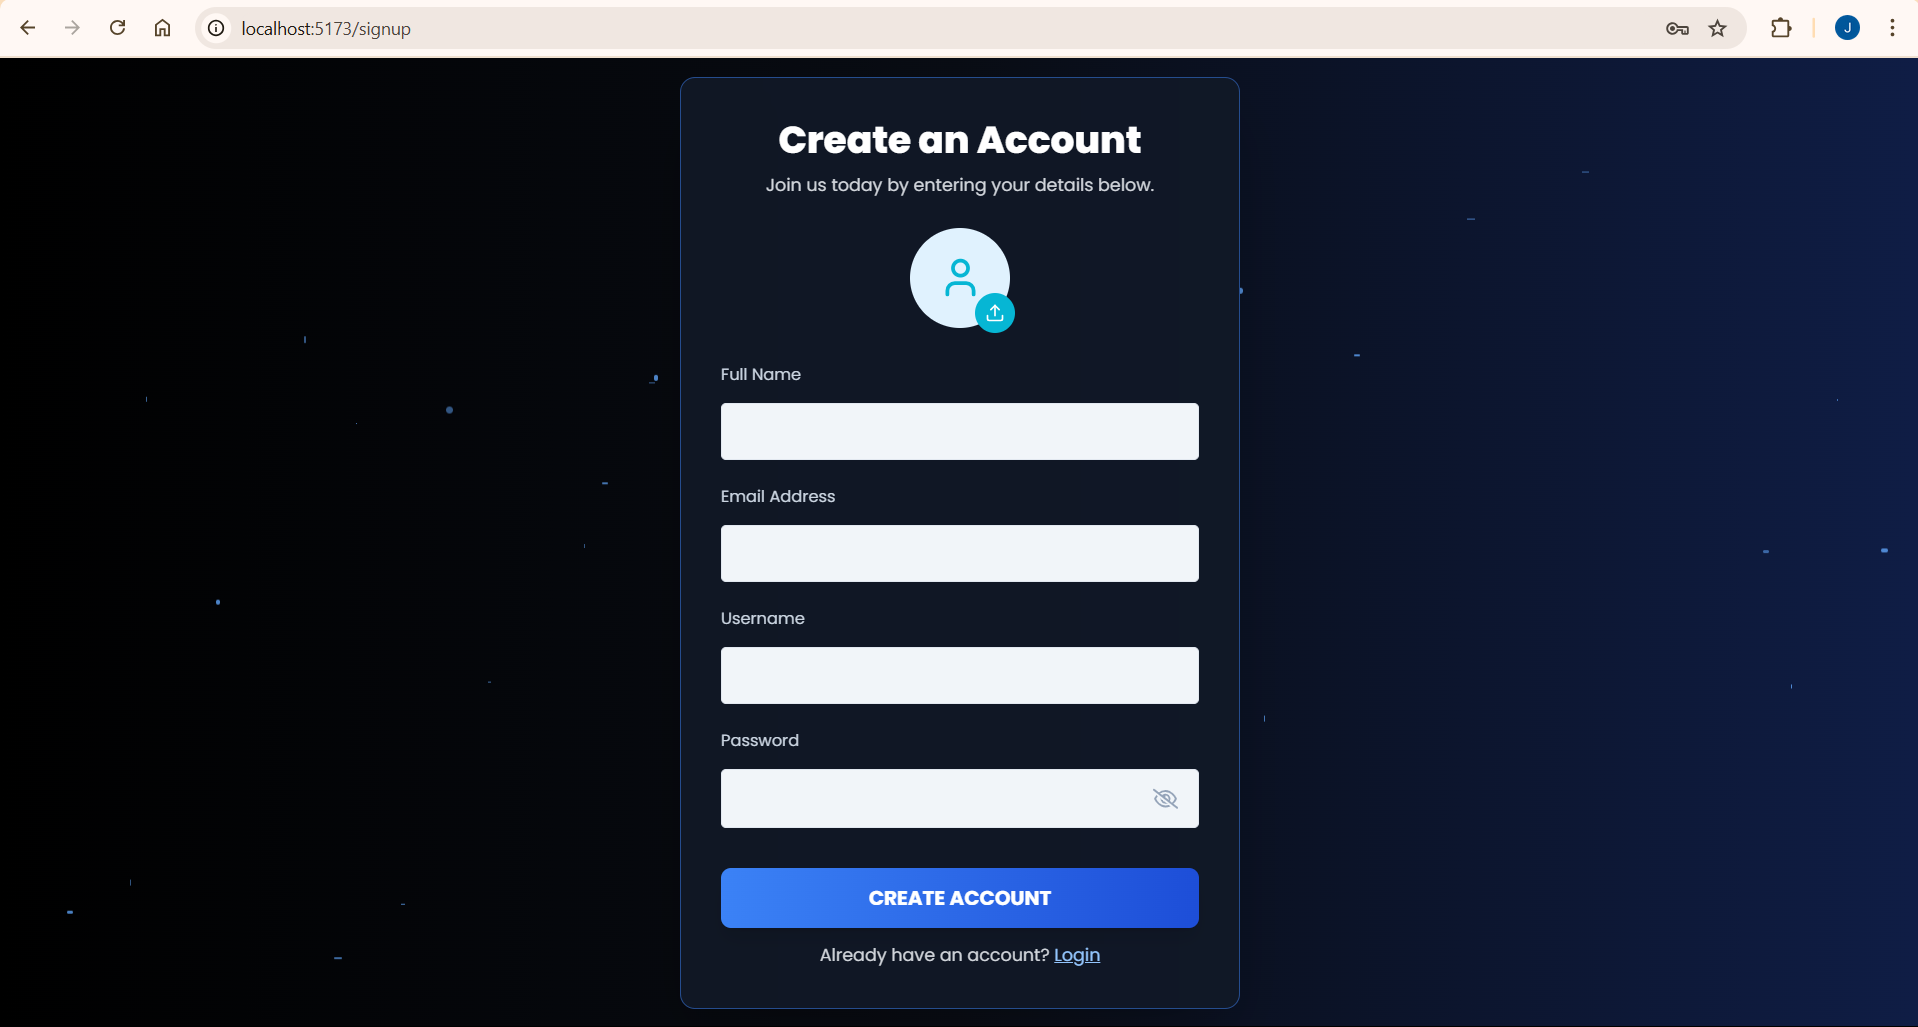 localhost:5173/signup
J
Create an Account
Join us today by entering your details below.
Full Name
Email Address
Username
Password
CREATE ACCOUNT
Already have an account? Login